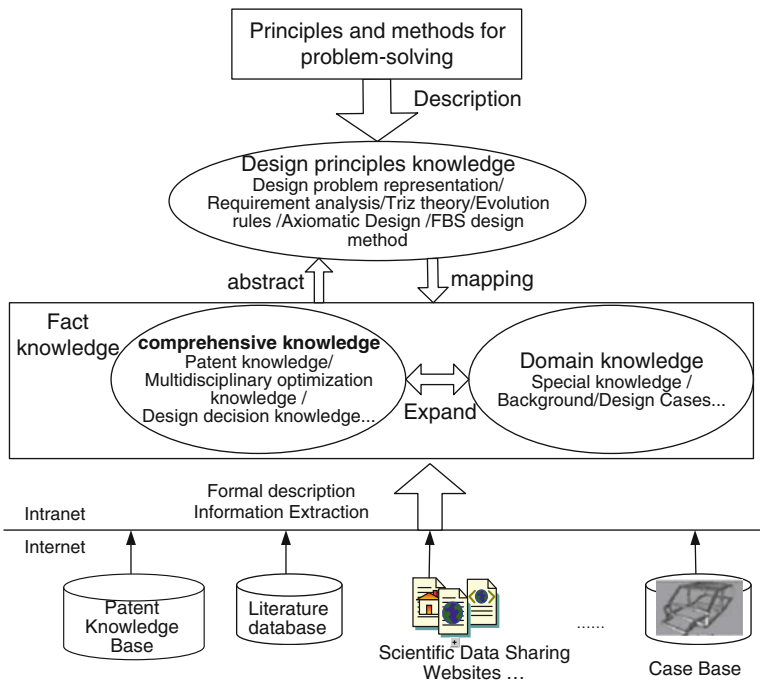 Principles and methods for
problem-solving
Description
Design principles knowledge
Design problem representation/
Requirement analysis/Triz theory/Evolution
rules /Axiomatic Design /FBS design
method
abstract
mapping
Fact
knowledge
comprehensive knowledge
Patent knowledge/
Multidisciplinary optimization
knowledge /
Design decision knowledge...
Expand
Domain knowledge
Special knowledge /
Background/Design Cases...
Formal description
Information Extraction
Intranet
Internet
Patent
Knowledge
Base
Literature
database
Scientific Data Sharing
Websites ...
......
Case Base